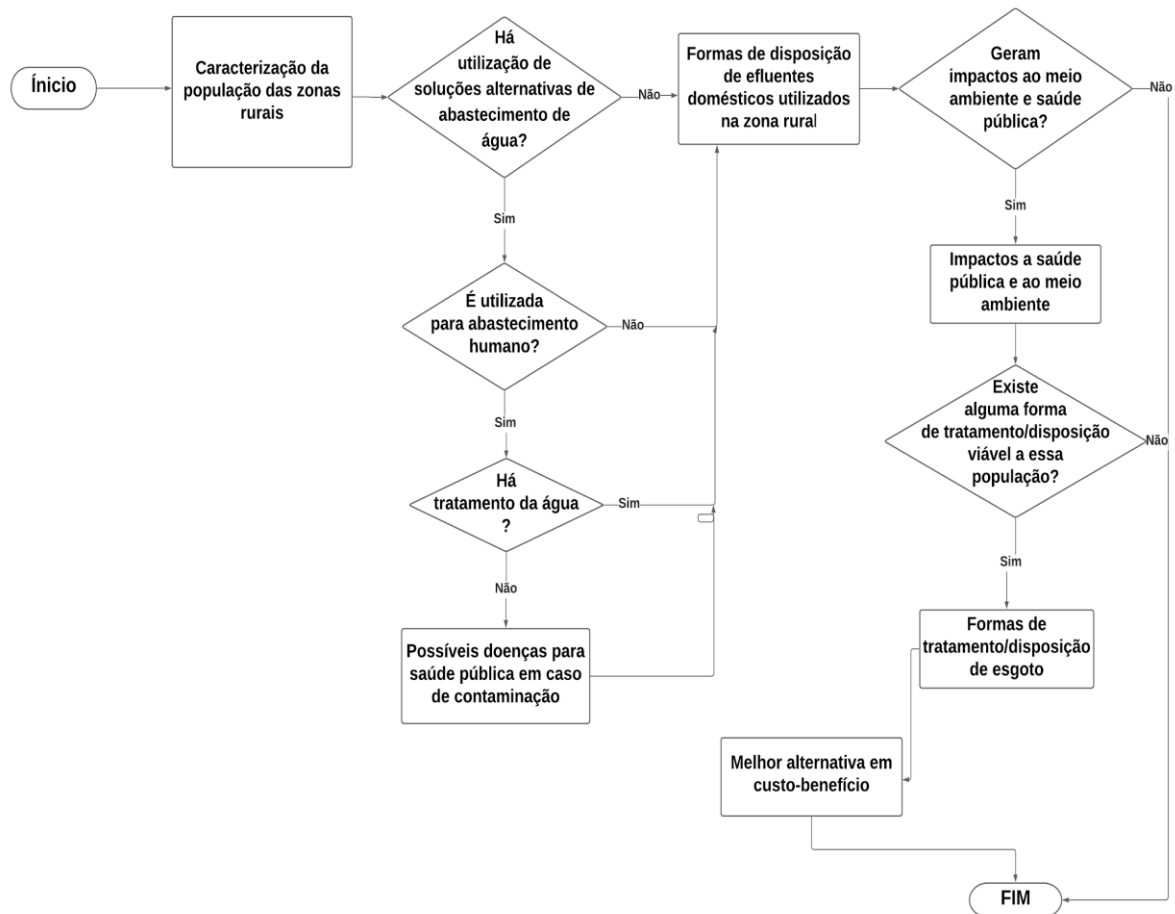 Ínicio
Caracterização da
população das zonas
rurais
Há
utilização de
soluções alternativas de
abastecimento de
água?
Não
Formas de disposição
de efluentes
domésticos utilizados
na zona rural
Geram
impactos ao meio
ambiente e saúde
pública?
Não
Sim
Sim
Impactos a saúde
pública e ao meio
ambiente
É utilizada
para abastecimento
humano?
Não
Existe
alguma forma
de tratamento/disposição
viável a essa
população?
Não
Sim
Há
tratamento da água
?
Sim
Sim
Não
Formas de
tratamento/disposição
de esgoto
Possíveis doenças para
saúde pública em caso
de contaminação
Melhor alternativa em
custo-benefício
FIM